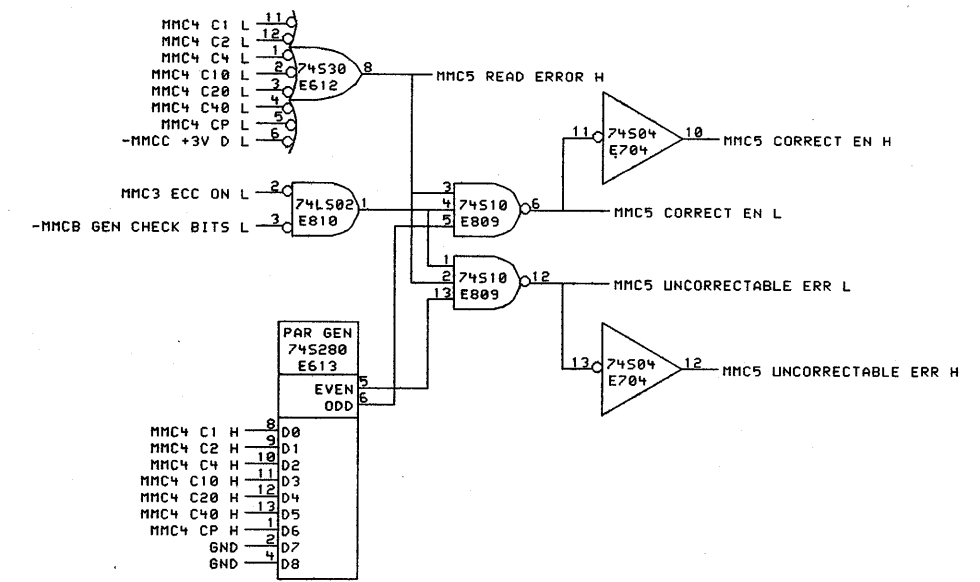 MMC4 C1 L 11
MMC4 C2 L 12
MMC4 C4 L 1
MMC4 C10 L 2
MMC4 C20 L 3
MMC4 C40 L 4
MMC4 CP L 5
-MMCC +3V D L 6
74S30
E612
8 MMC5 READ ERROR H
11 74S04 10 MMC5 CORRECT EN H
E704
MMC3 ECC ON L 2
-MMCB GEN CHECK BITS L 3
74LS02 1
E810
3
4 74S10 6 MMC5 CORRECT EN L
5 E809
1
2 74S10 12 MMC5 UNCORRECTABLE ERR L
13 E809
13 74S04 12 MMC5 UNCORRECTABLE ERR H
E704
PAR GEN
74S280
E613
EVEN 5
ODD 6
MMC4 C1 H 8 D0
MMC4 C2 H 9 D1
MMC4 C4 H 10 D2
MMC4 C10 H 11 D3
MMC4 C20 H 12 D4
MMC4 C40 H 13 D5
MMC4 CP H 1 D6
GND 2 D7
GND 4 D8